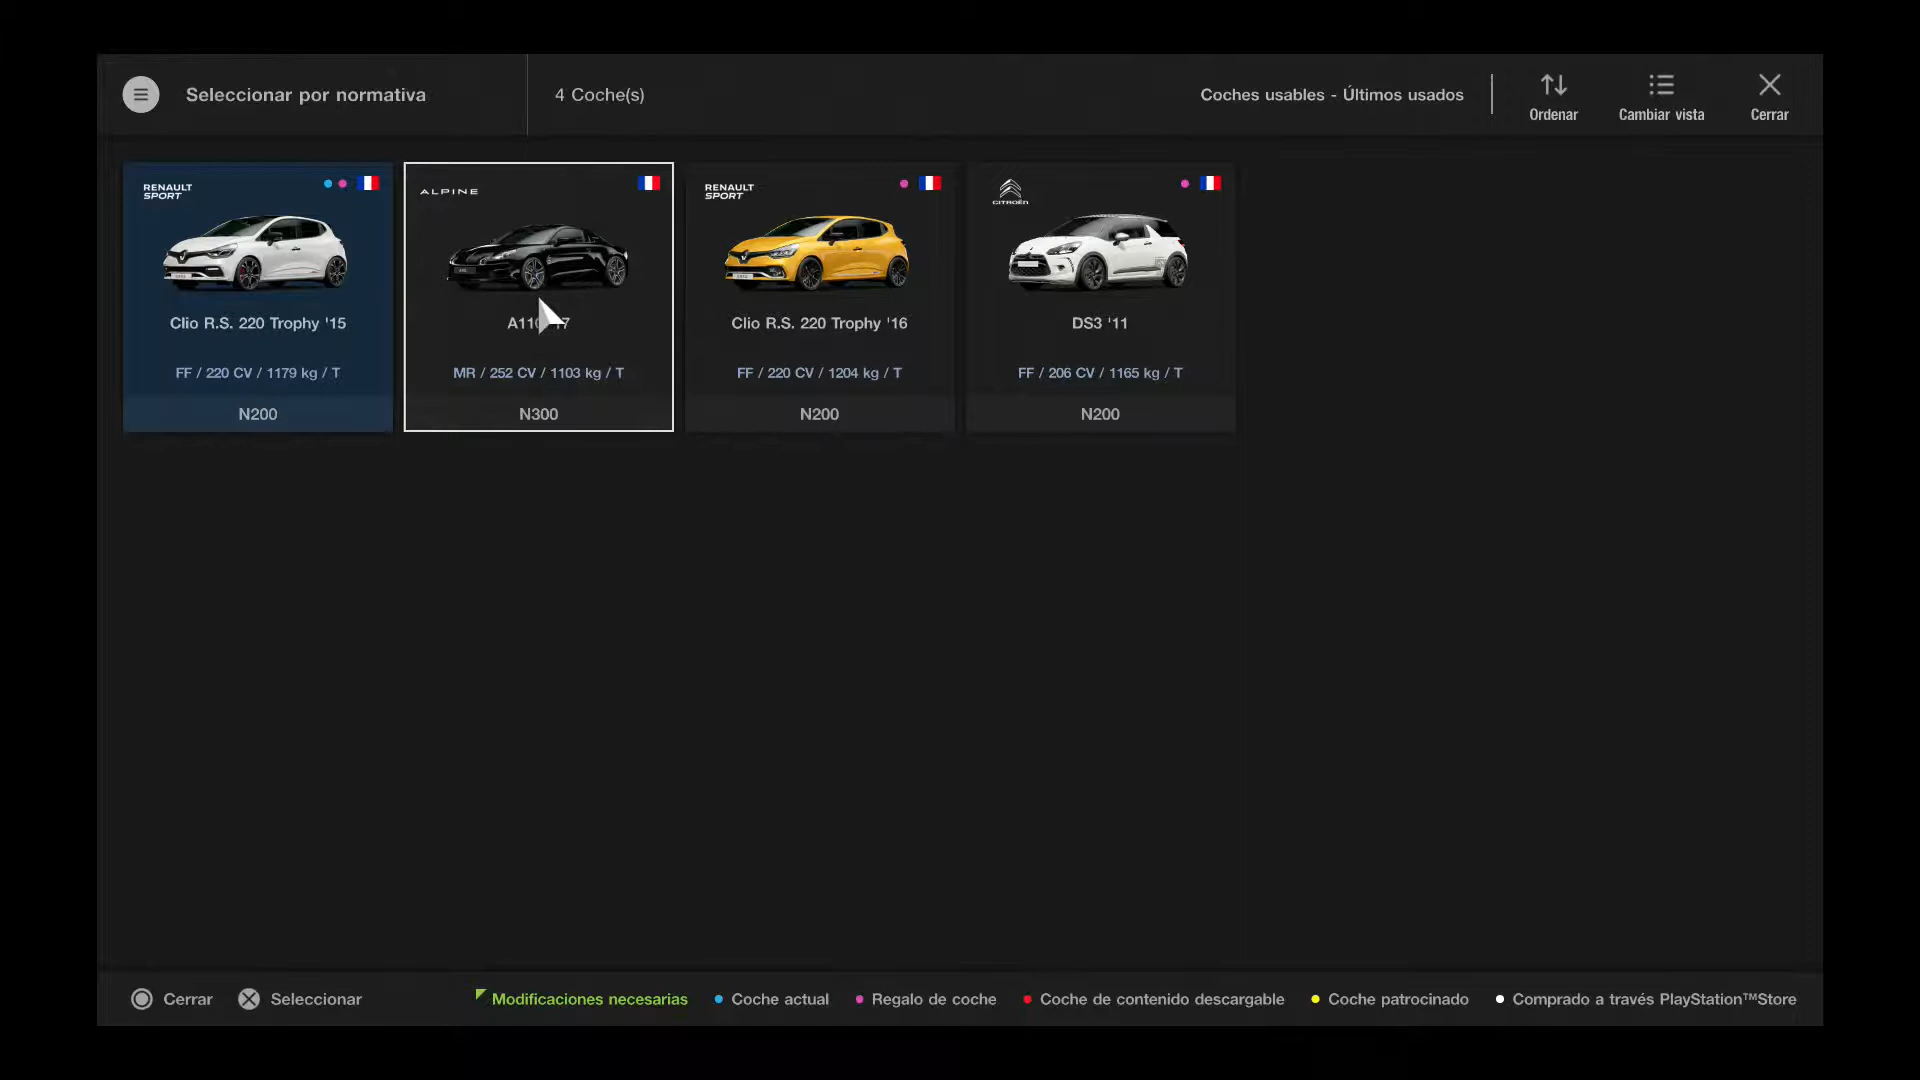 Seleccionar por normativa
4 Coche(s)
Coches usables - Últimos usados
Ordenar
Cambiar vista
Cerrar
RENAULT
SPORT
Clio R.S. 220 Trophy '15
FF / 220 CV / 1179 kg / T
N200
ALPINE
MR / 252 CV / 1103 kg / T
N300
RENAULT
SPORT
Clio R.S. 220 Trophy '16
FF / 220 CV / 1204 kg / T
N200
CITROËN
DS3 '11
FF / 206 CV / 1165 kg / T
N200
Cerrar
Seleccionar
Modificaciones necesarias
Coche actual
Regalo de coche
Coche de contenido descargable
Coche patrocinado
Comprado a través PlayStation™Store